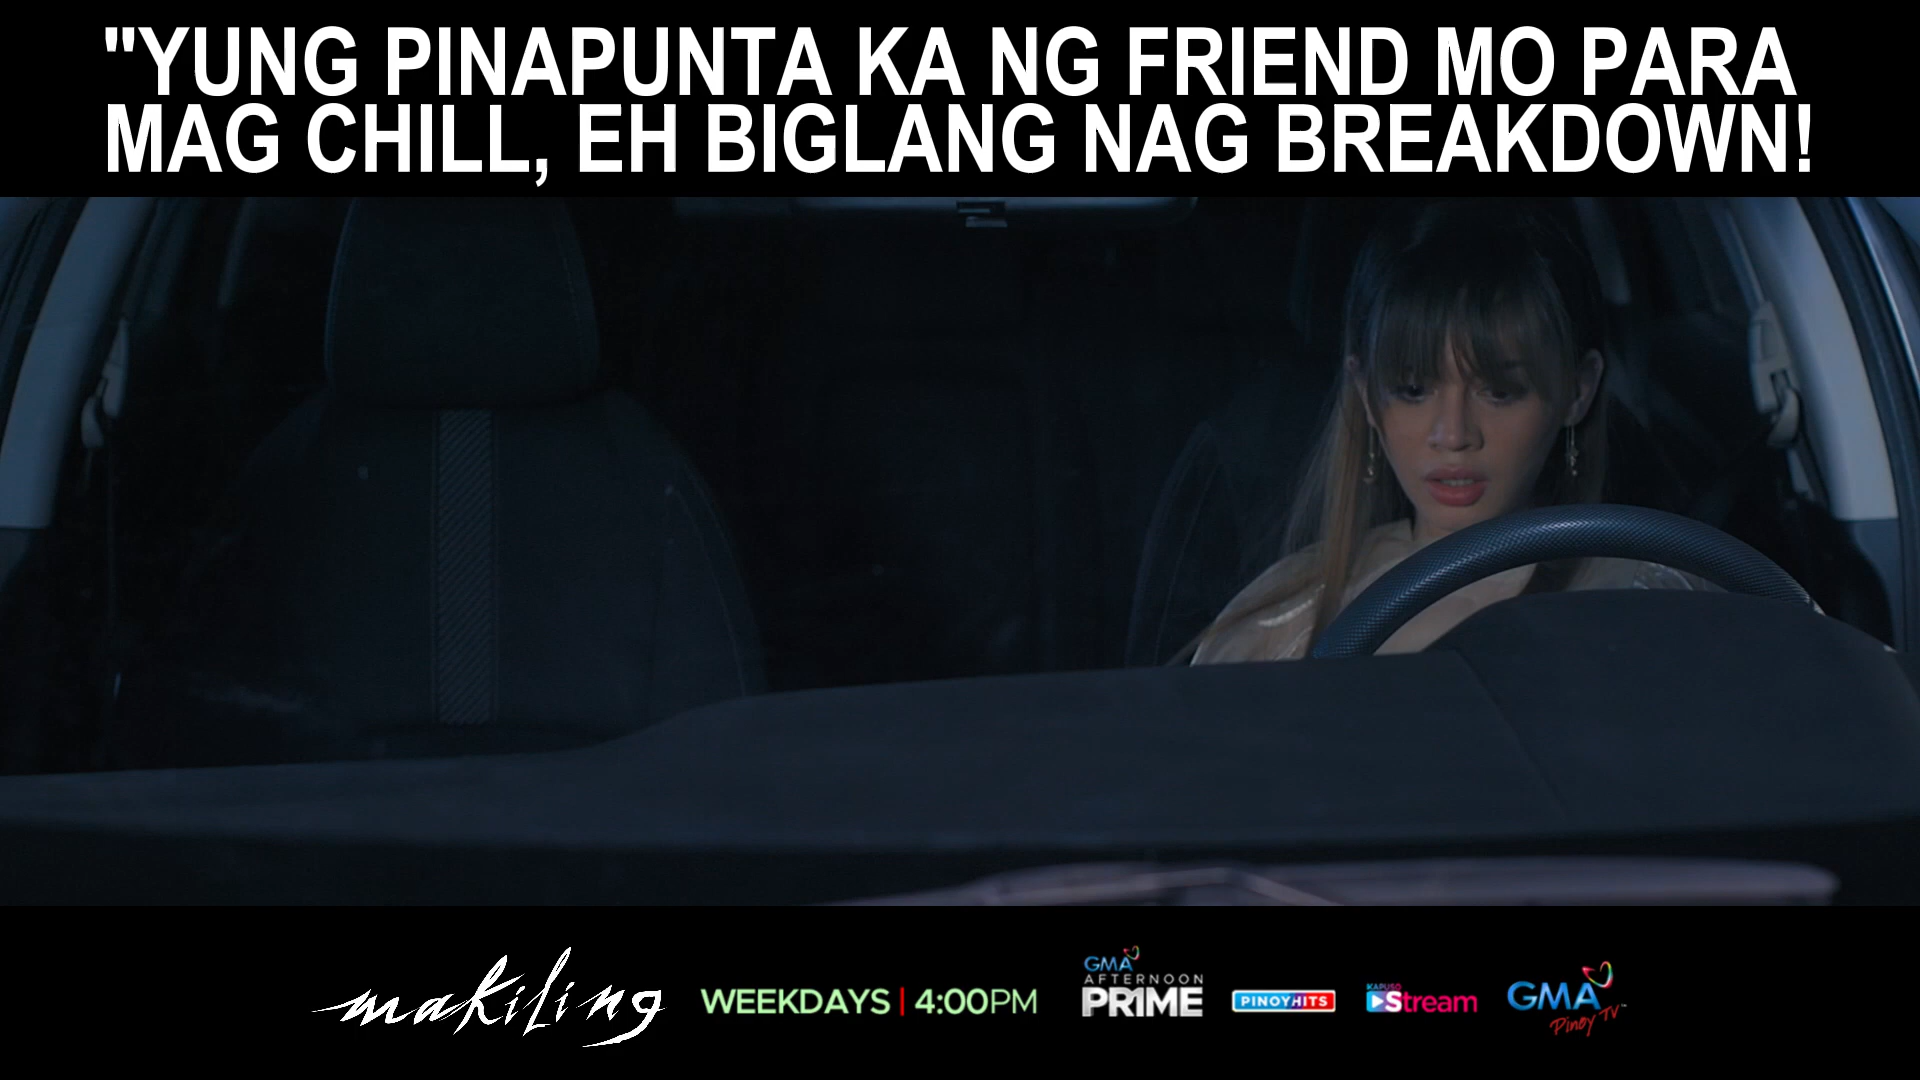 "YUNG PINAPUNTA KA NG FRIEND MO PARA
MAG CHILL, EH BIGLANG NAG BREAKDOWN!
makiling
WEEKDAYS | 4:00PM
GMA
AFTERNOON
PRIME
PINOYHITS
KAPUSO
Stream
GMA
Pinoy TV™